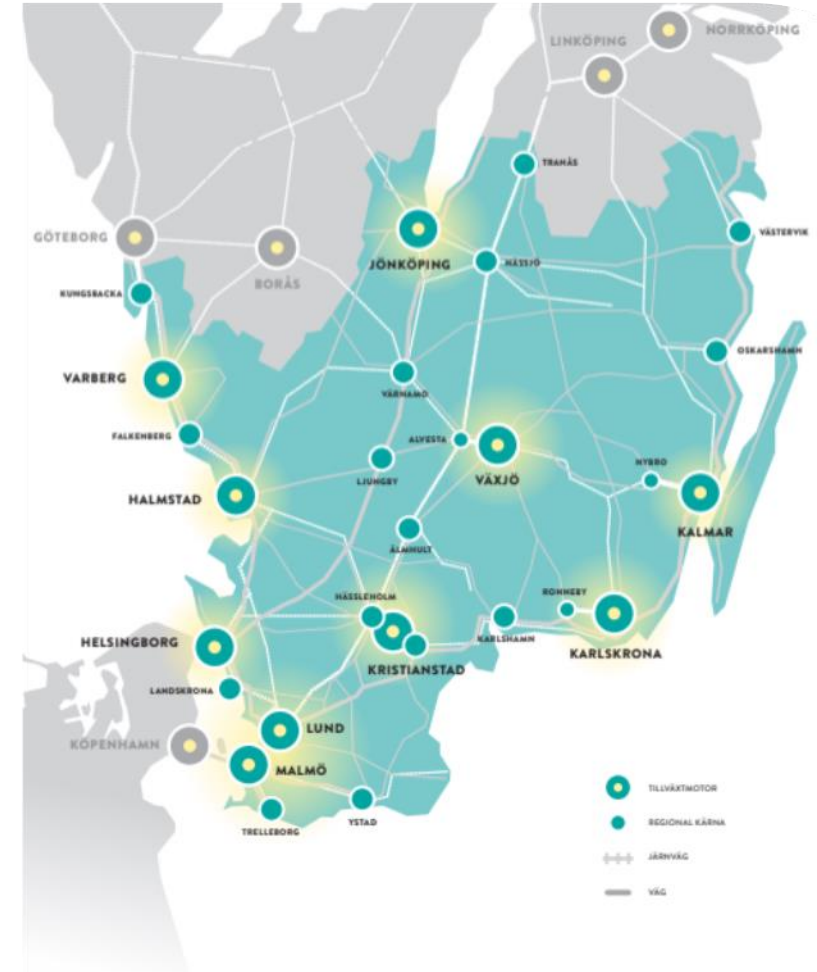 NORRKÖPING
LINKÖPING
TRANÅS
GÖTEBORG
VÄSTERVIK
JÖNKÖPING
NÄSSJÖ
BORÅS
KUNGSBACKA
OSKARSHAMN
VARBERG
VÄRNAMO
FALKENBERG
ALVESTA
NYBRO
LJUNGBY
VÄXJÖ
HALMSTAD
KALMAR
ÄLMHULT
RONNEBY
HÄSSLEHOLM
KARLSHAMN
HELSINGBORG
KARLSKRONA
KRISTIANSTAD
LANDSKRONA
LUND
KÖPENHAMN
MALMÖ
TILLVÄXTMOTOR
YSTAD
REGIONAL KÄRNA
TRELLEBORG
JÄRNVÄG
VÄG